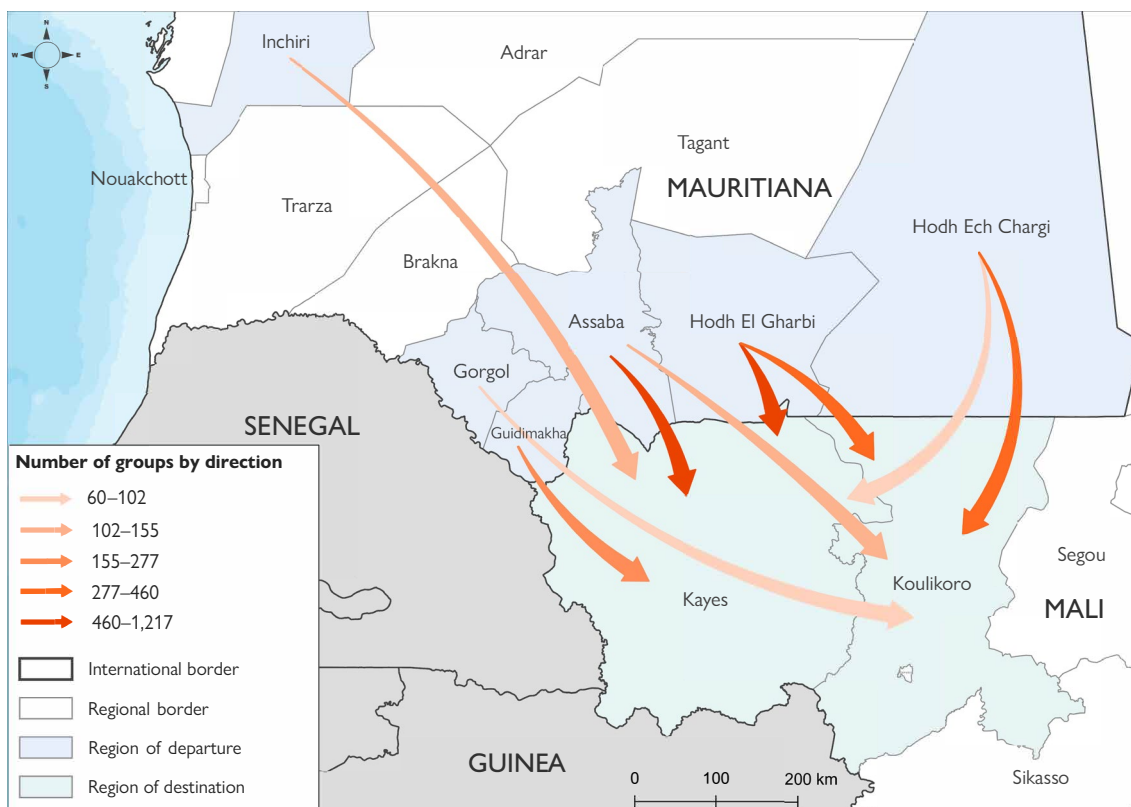 N
W E
S
Inchiri
Adrar
Tagant
Nouakchott
MAURITIANA
Trarza
Hodh Ech Chargi
Brakna
Assaba
Hodh El Gharbi
Gorgol
SENEGAL
Guidimakha
Number of groups by direction
60–102
102–155
155–277
277–460
460–1,217
International border
Regional border
Region of departure
Region of destination
Segou
Koulikoro
Kayes
MALI
GUINEA
Sikasso
0 100 200 km